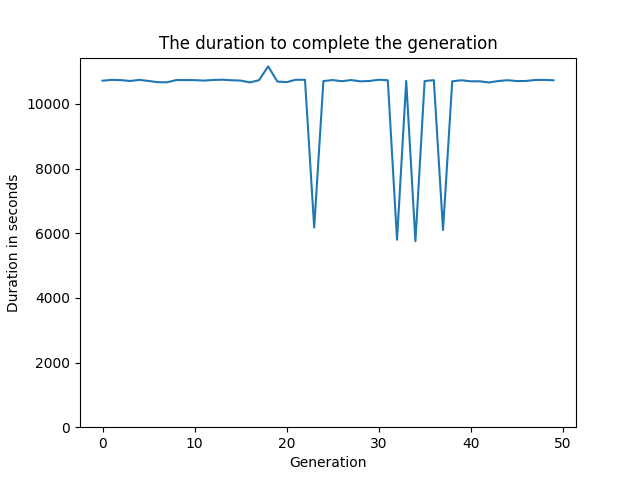 The duration to complete the generation
10000
8000
6000
4000
2000
0
Duration in seconds
0 10 20 30 40 50
Generation